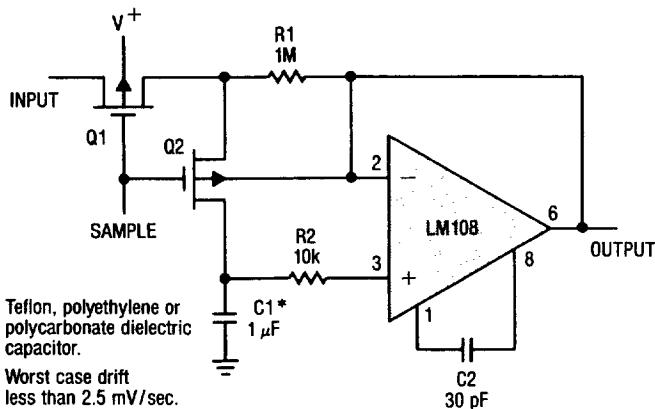 V+
R1
1M
INPUT
Q1
Q2
2
−
LM108
6
SAMPLE
OUTPUT
R2
10k
3
+
8
1
C1*
1 μF
Teflon, polyethylene or
polycarbonate dielectric
capacitor.
Worst case drift
less than 2.5 mV/sec.
C2
30 pF